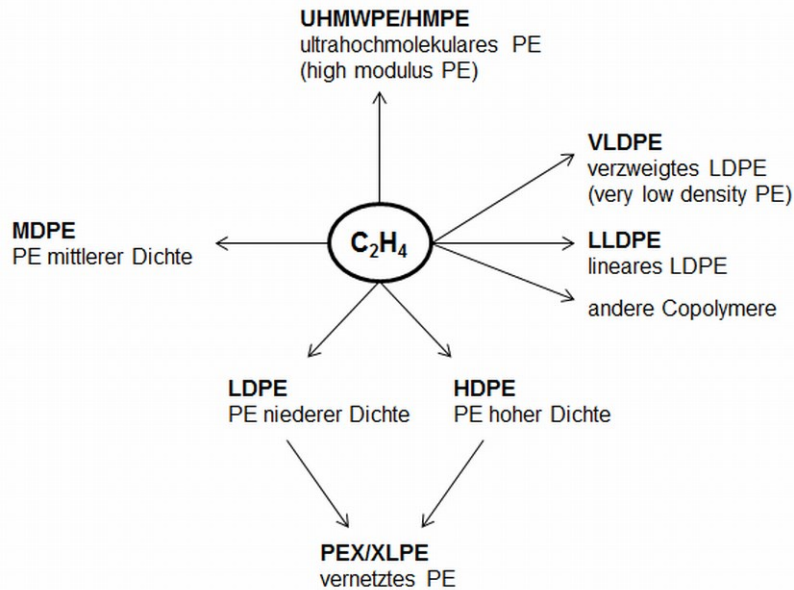 UHMWPE/HMPE
ultrahochmolekulares PE
(high modulus PE)
VLDPE
verzweigtes LDPE
(very low density PE)
MDPE
PE mittlerer Dichte
C₂H₄
LLDPE
lineares LDPE
andere Copolymere
LDPE
PE niederer Dichte
HDPE
PE hoher Dichte
PEX/XLPE
vernetztes PE